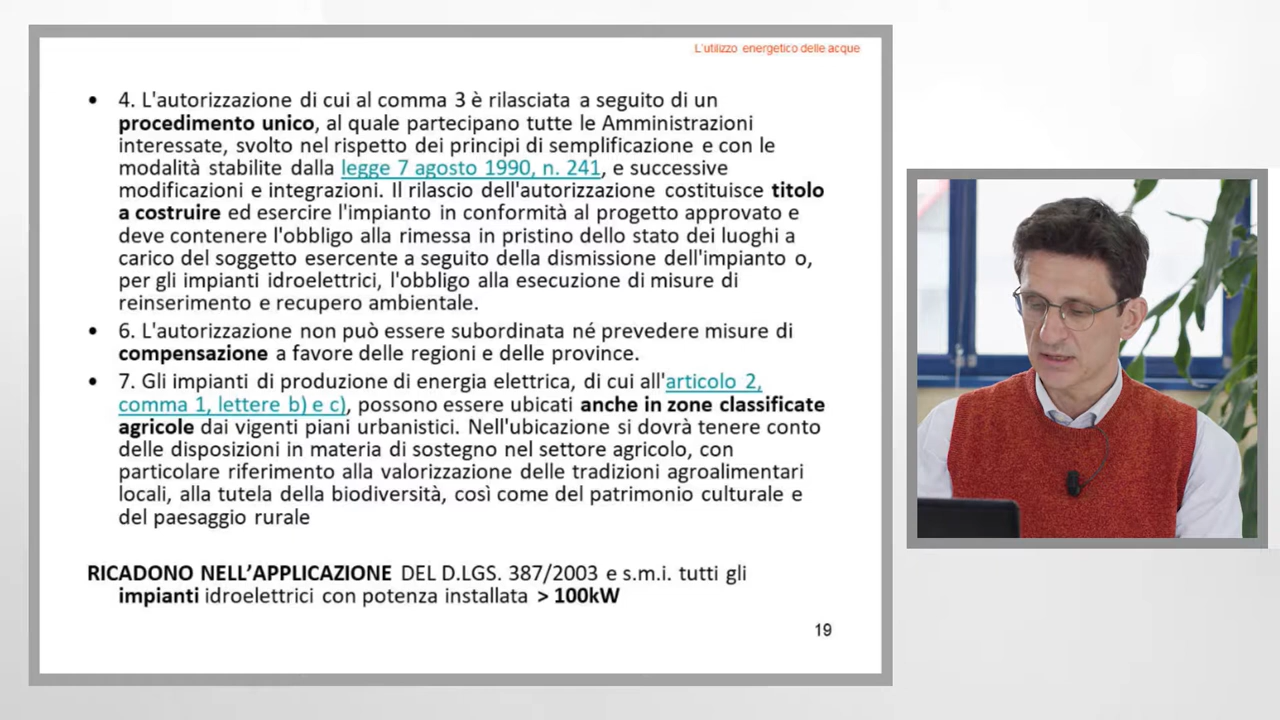 L'utilizzo energetico delle acque
• 4. L'autorizzazione di cui al comma 3 è rilasciata a seguito di un
procedimento unico, al quale partecipano tutte le Amministrazioni
interessate, svolto nel rispetto dei principi di semplificazione e con le
modalità stabilite dalla legge 7 agosto 1990, n. 241, e successive
modificazioni e integrazioni. Il rilascio dell'autorizzazione costituisce titolo
a costruire ed esercire l'impianto in conformità al progetto approvato e
deve contenere l'obbligo alla rimessa in pristino dello stato dei luoghi a
carico del soggetto esercente a seguito della dismissione dell'impianto o,
per gli impianti idroelettrici, l'obbligo alla esecuzione di misure di
reinserimento e recupero ambientale.
• 6. L'autorizzazione non può essere subordinata né prevedere misure di
compensazione a favore delle regioni e delle province.
• 7. Gli impianti di produzione di energia elettrica, di cui all'articolo 2,
comma 1, lettere b) e c), possono essere ubicati anche in zone classificate
agricole dai vigenti piani urbanistici. Nell'ubicazione si dovrà tenere conto
delle disposizioni in materia di sostegno nel settore agricolo, con
particolare riferimento alla valorizzazione delle tradizioni agroalimentari
locali, alla tutela della biodiversità, così come del patrimonio culturale e
del paesaggio rurale
RICADONO NELL’APPLICAZIONE DEL D.LGS. 387/2003 e s.m.i. tutti gli
impianti idroelettrici con potenza installata > 100kW
19